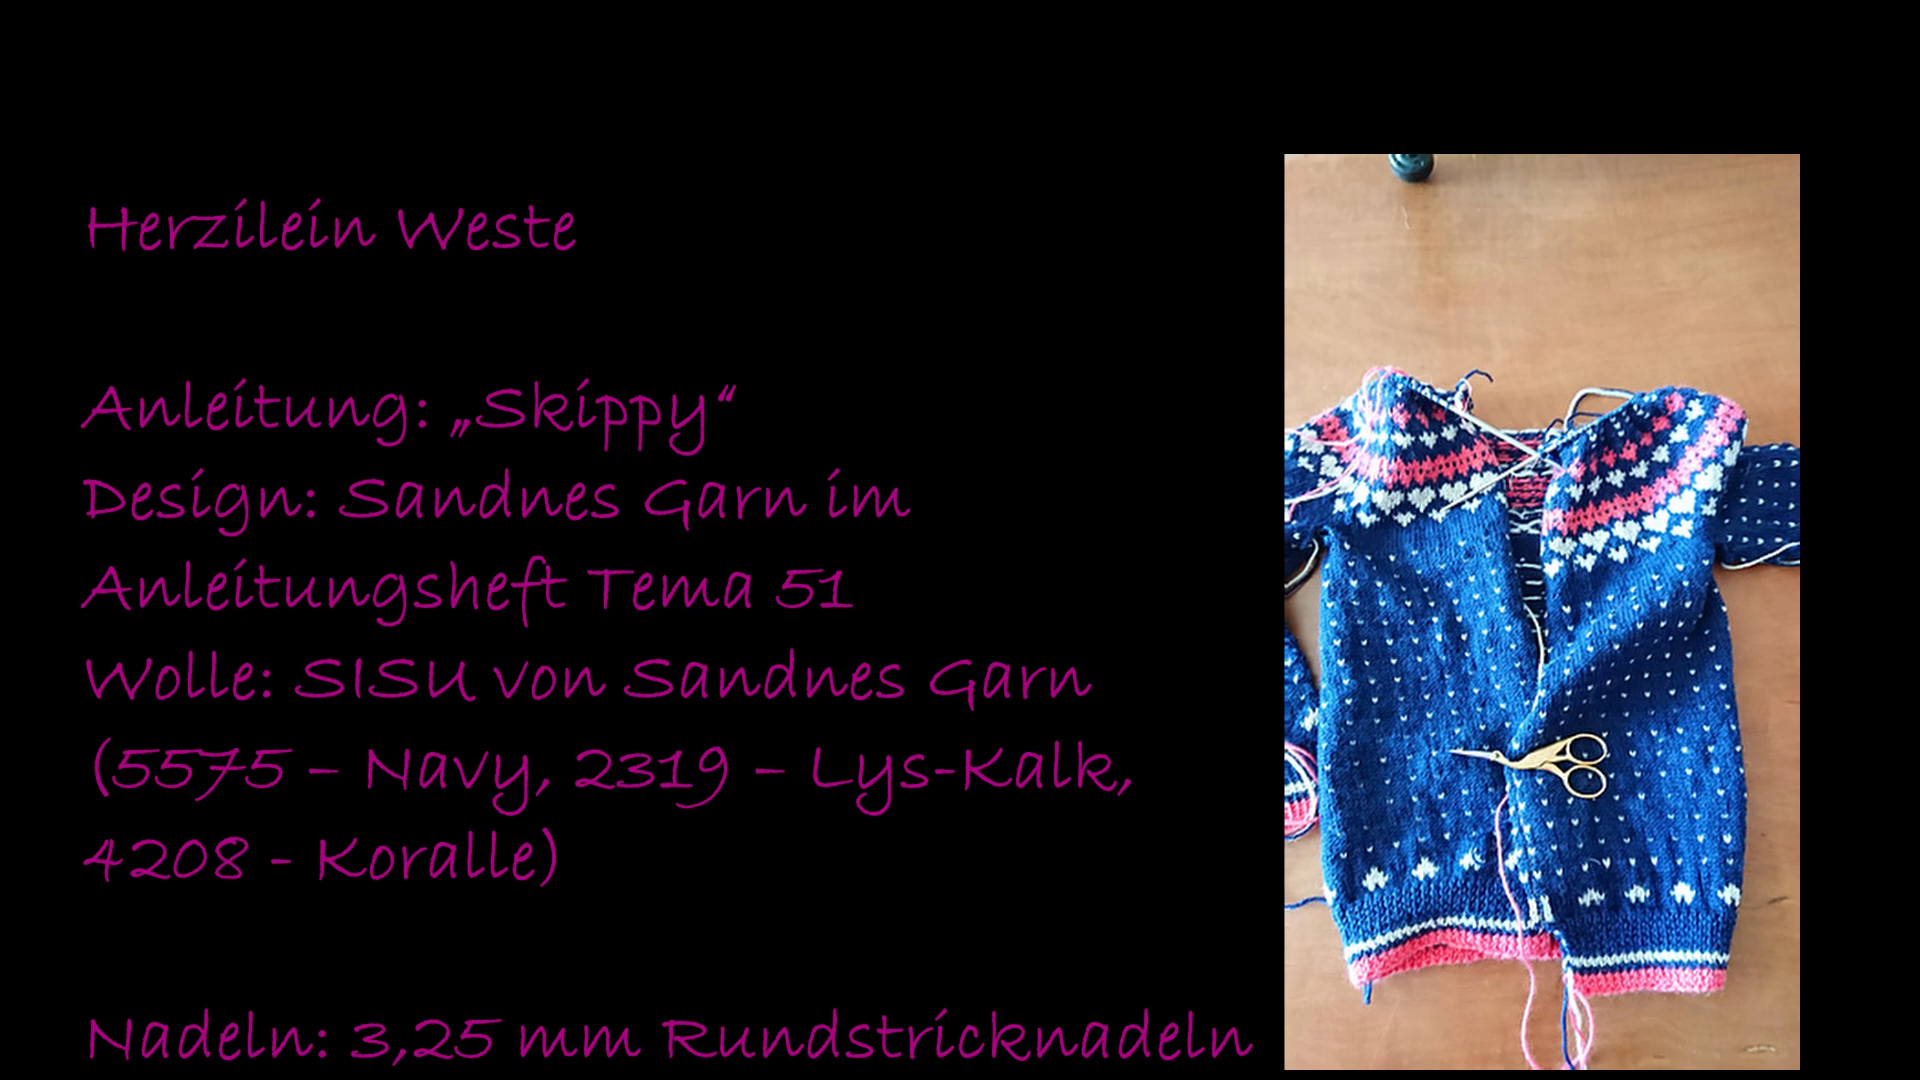 Herzilein Weste
Anleitung: „Skippy“
Design: Sandnes Garn im
Anleitungsheft Tema 51
Wolle: SISU von Sandnes Garn
(5575 – Navy, 2319 – Lys-Kalk,
4208 - Koralle)
Nadeln: 3,25 mm Rundstricknadeln